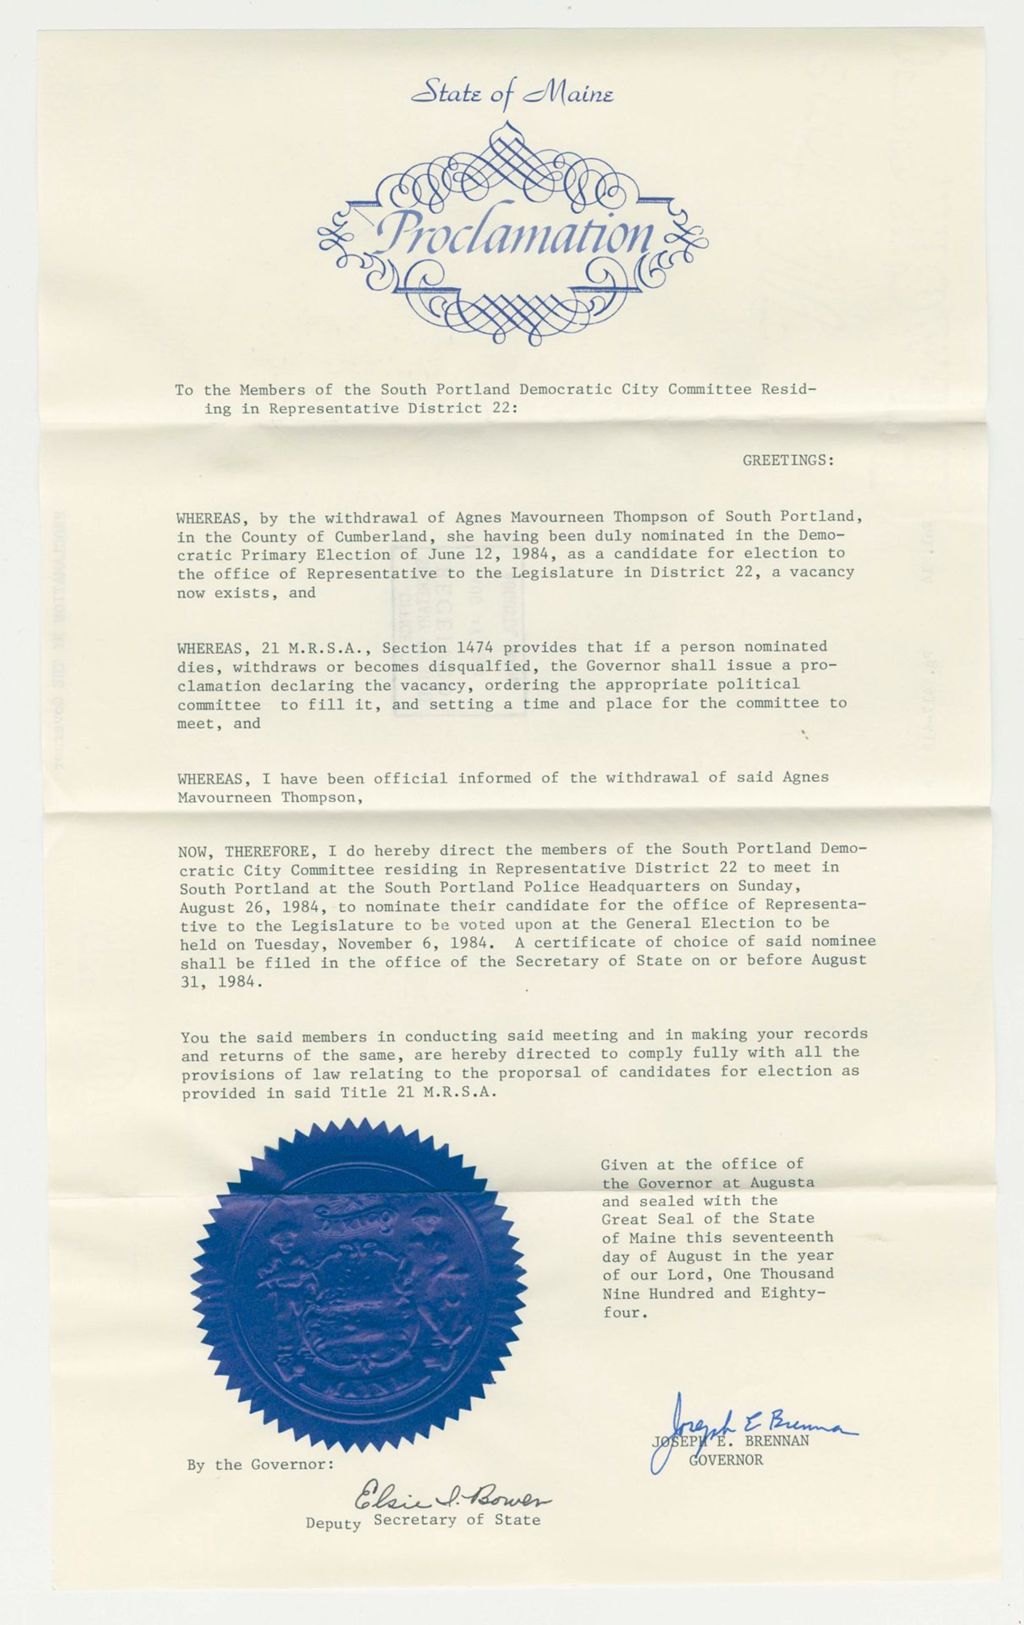 State of Maine
Proclamation
To the Members of the South Portland Democratic City Committee Resid-
ing in Representative District 22:
GREETINGS:
WHEREAS, by the withdrawal of Agnes Mavourneen Thompson of South Portland,
in the County of Cumberland, she having been duly nominated in the Demo-
cratic Primary Election of June 12, 1984, as a candidate for election to
the office of Representative to the Legislature in District 22, a vacancy
now exists, and
WHEREAS, 21 M.R.S.A., Section 1474 provides that if a person nominated
dies, withdraws or becomes disqualfied, the Governor shall issue a pro-
clamation declaring the vacancy, ordering the appropriate political
committee to fill it, and setting a time and place for the committee to
meet, and
WHEREAS, I have been official informed of the withdrawal of said Agnes
Mavourneen Thompson,
NOW, THEREFORE, I do hereby direct the members of the South Portland Demo-
cratic City Committee residing in Representative District 22 to meet in
South Portland at the South Portland Police Headquarters on Sunday,
August 26, 1984, to nominate their candidate for the office of Representa-
tive to the Legislature to be voted upon at the General Election to be
held on Tuesday, November 6, 1984. A certificate of choice of said nominee
shall be filed in the office of the Secretary of State on or before August
31, 1984.
You the said members in conducting said meeting and in making your records
and returns of the same, are hereby directed to comply fully with all the
provisions of law relating to the proporsal of candidates for election as
provided in said Title 21 M.R.S.A.
Given at the office of
the Governor at Augusta
and sealed with the
Great Seal of the State
of Maine this seventeenth
day of August in the year
of our Lord, One Thousand
Nine Hundred and Eighty-
four.
Joseph E Brennan
JOSEPH E. BRENNAN
GOVERNOR
By the Governor:
Elsie I. Bower
Deputy Secretary of State